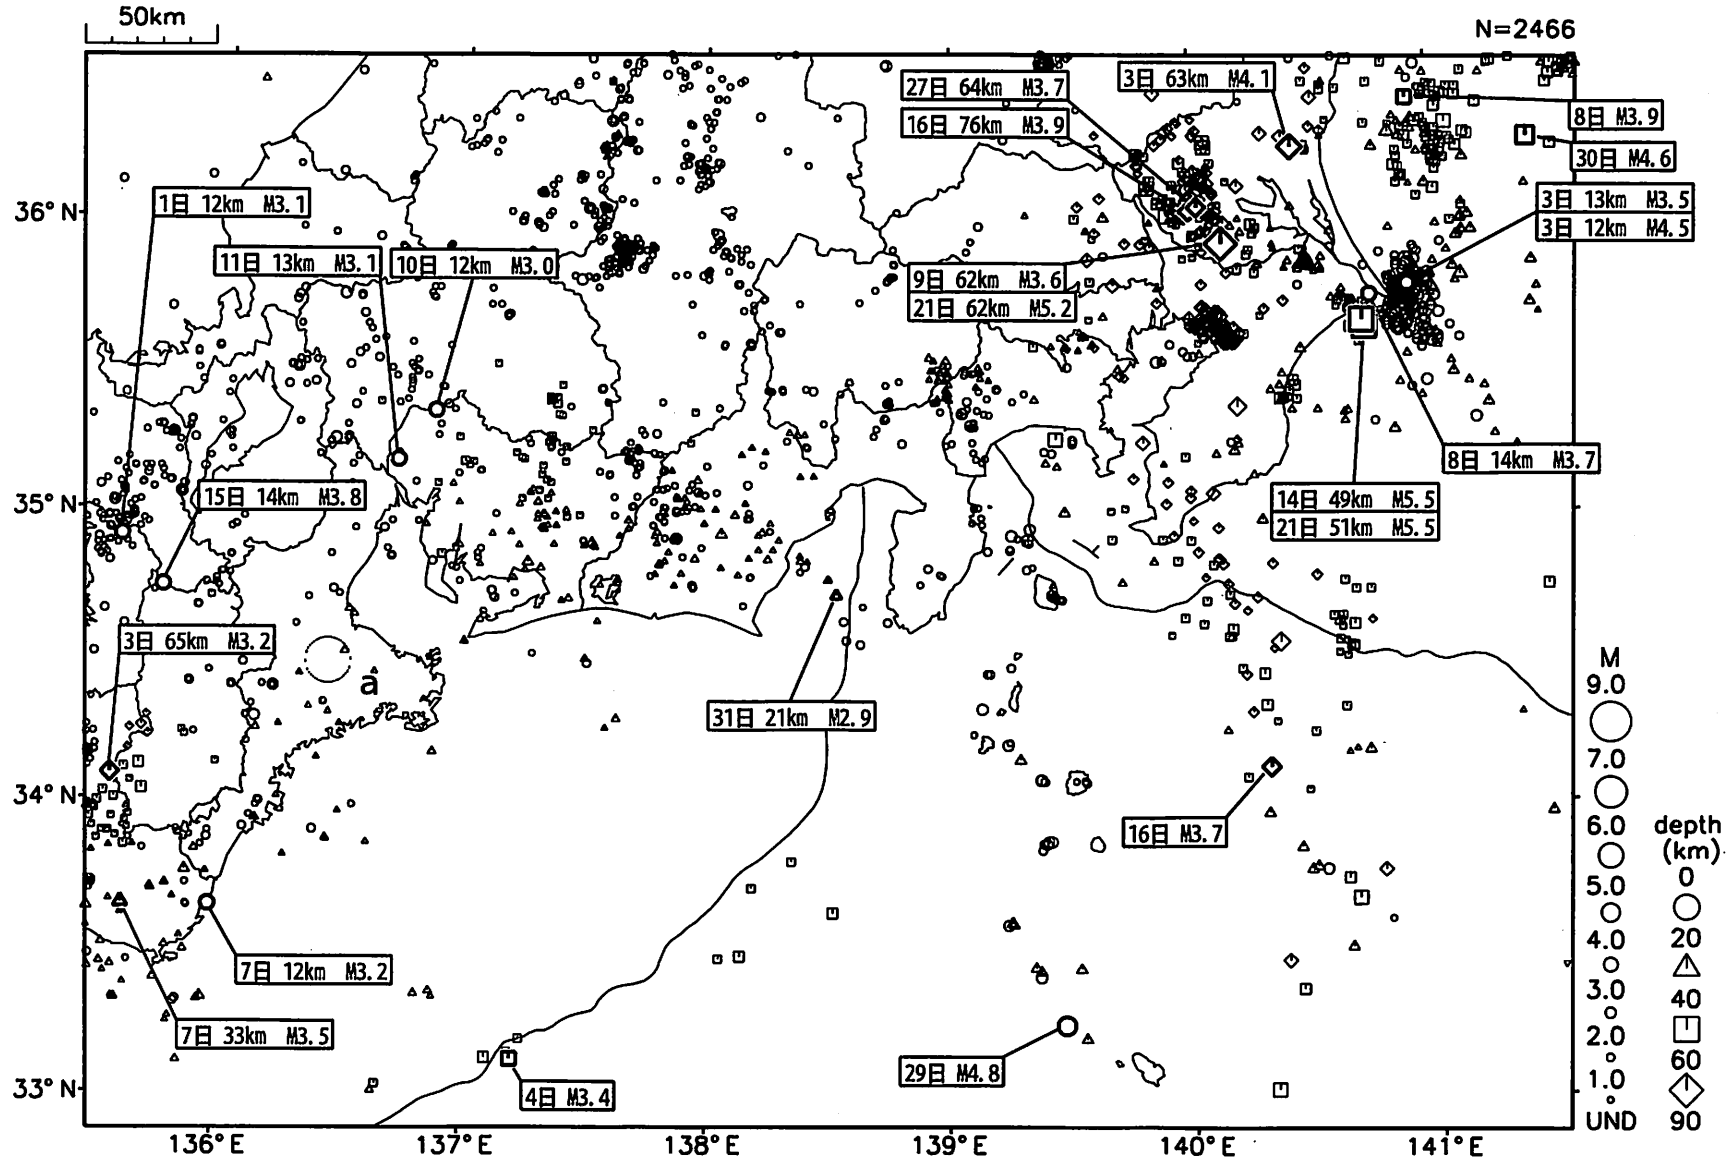 50km
N=2466
27日 64km M3.7
3日 63km M4.1
16日 76km M3.9
8日 M3.9
30日 M4.6
1日 12km M3.1
3日 13km M3.5
36°N
3日 12km M4.5
11日 13km M3.1
10日 12km M3.0
9日 62km M3.6
21日 62km M5.2
8日 14km M3.7
15日 14km M3.8
35°N
14日 49km M5.5
21日 51km M5.5
3日 65km M3.2
a
31日 21km M2.9
34°N
16日 M3.7
7日 12km M3.2
7日 33km M3.5
29日 M4.8
33°N
4日 M3.4
136°E
137°E
138°E
139°E
140°E
141°E
M
9.0
7.0
6.0
5.0
4.0
3.0
2.0
1.0
UND
depth
(km)
0
20
40
60
90